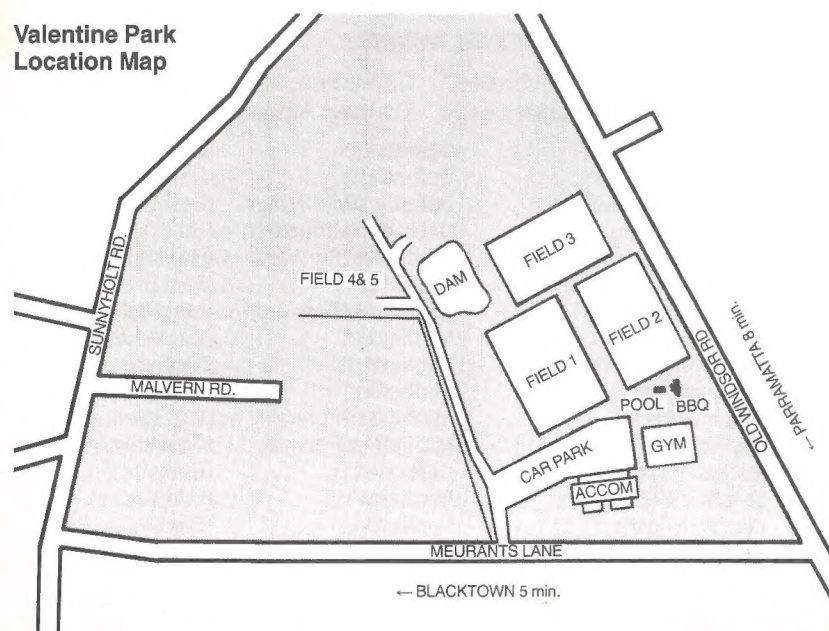 Valentine Park
Location Map
SUNNYHOLT RD.
FIELD 4& 5
DAM
FIELD 3
FIELD 2
FIELD 1
MALVERN RD.
OLD WINDSOR RD
← PARRAMATTA 8 min.
POOL
BBQ
CAR PARK
GYM
ACCOM
MEURANTS LANE
← BLACKTOWN 5 min.